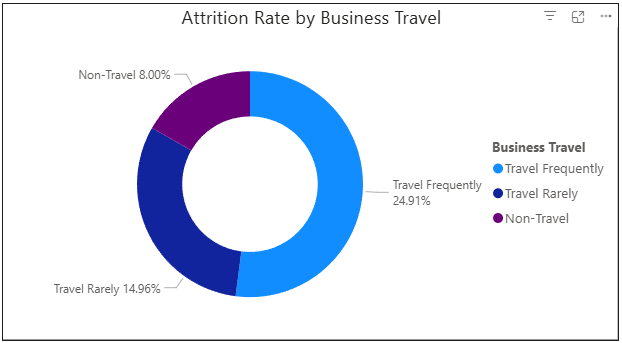 Attrition Rate by Business Travel
Non-Travel 8.00%
Travel Frequently
24.91%
Travel Rarely 14.96%
Business Travel
Travel Frequently
Travel Rarely
Non-Travel